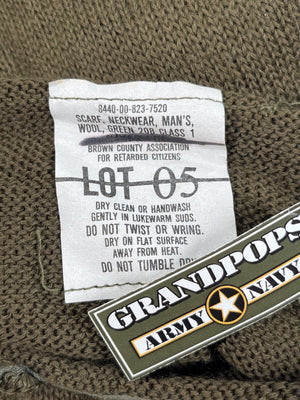 8440-00-823-7520
SCARF, NECKWEAR, MAN'S,
WOOL, GREEN 208 CLASS 1
BROWN COUNTY ASSOCIATION
FOR RETARDED CITIZENS
LOT 05
DRY CLEAN OR HANDWASH
GENTLY IN LUKEWARM SUDS.
DO NOT TWIST OR WRING.
DRY ON FLAT SURFACE
AWAY FROM HEAT.
DO NOT TUMBLE
GRANDPOPS
ARMY NAVY